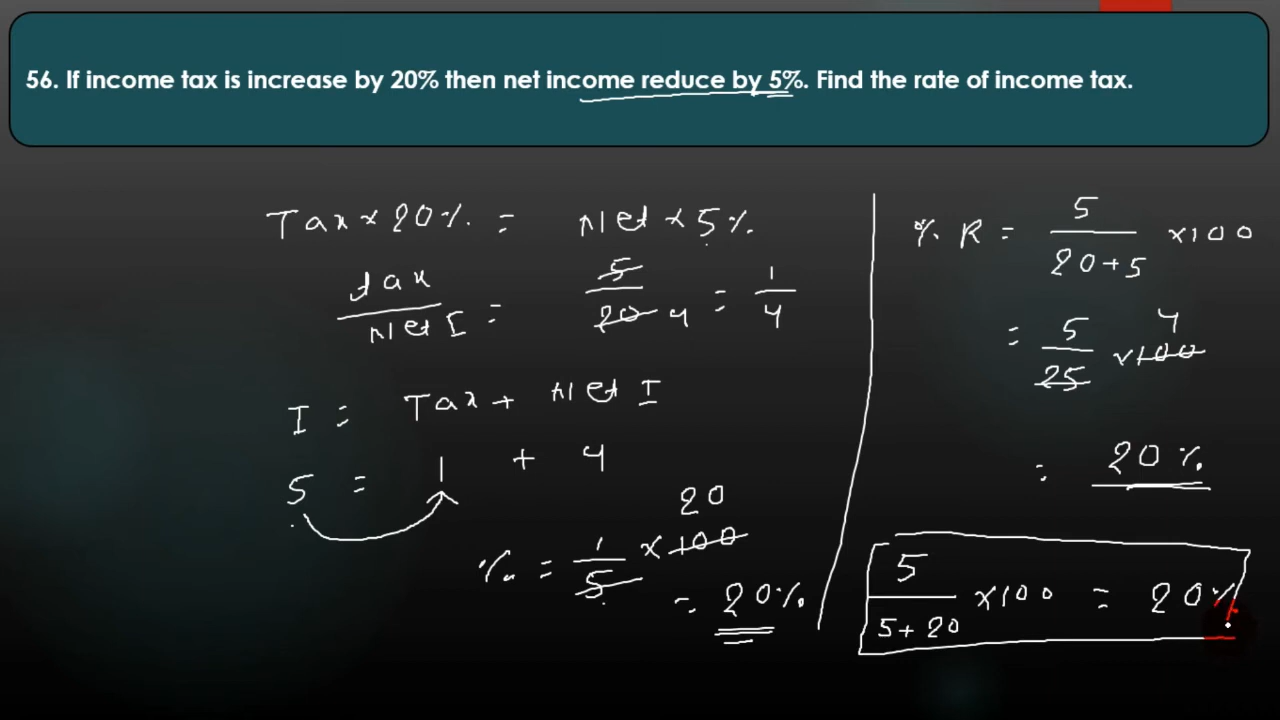 56. If income tax is increase by 20% then net income reduce by 5%. Find the rate of income tax.
Tax × 20% = Net × 5%
tax / Net I = 5 / 20 4 = 1 / 4
I = Tax + Net I
5 = 1 + 4
% = 1 / 5 × 100 20
= 20%
% R = 5 / 20+5 ×100
= 5 / 25 ×100 4
= 20%
5 / 5+20 ×100 = 20%